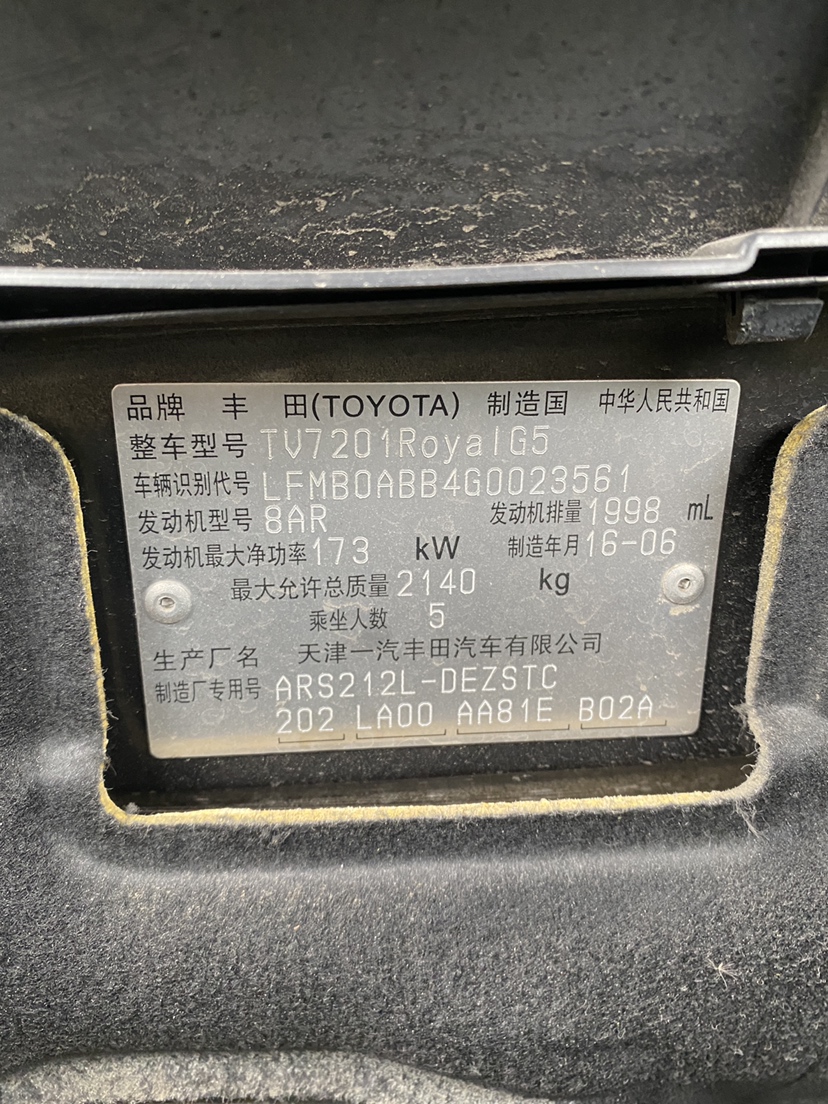 品牌 丰 田(TOYOTA) 制造国 中华人民共和国
整车型号 TV7201RoyalG5
车辆识别代号 LFMB0ABB4G0023561
发动机型号 8AR 发动机排量 1998 mL
发动机最大净功率 173 kW 制造年月 16-06
最大允许总质量 2140 kg
乘坐人数 5
生产厂名 天津一汽丰田汽车有限公司
制造厂专用号 ARS212L-DEZSTC
202 LA00 AA81E B02A